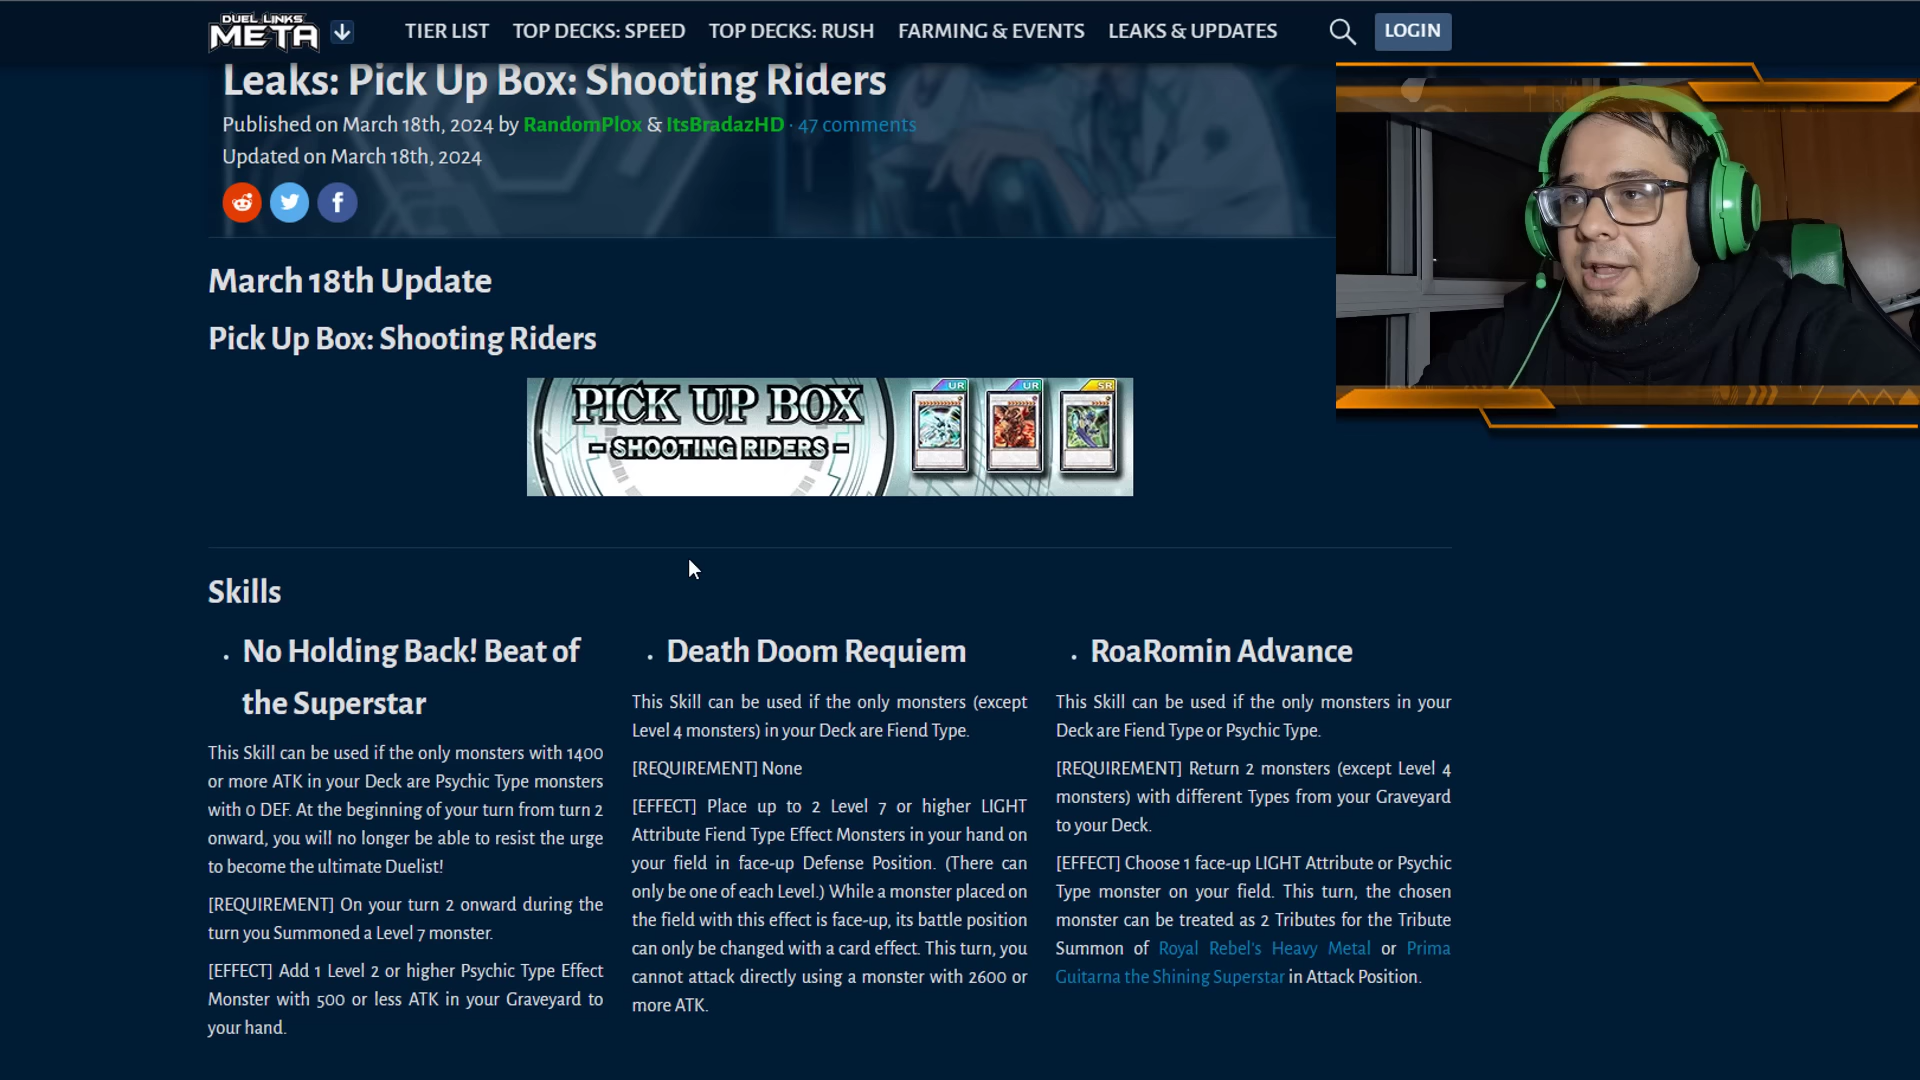 DUEL LINKS
META
TIER LIST
TOP DECKS: SPEED
TOP DECKS: RUSH
FARMING & EVENTS
LEAKS & UPDATES
LOGIN
Leaks: Pick Up Box: Shooting Riders
Published on March 18th, 2024 by RandomPl0x & ItsBradazHD · 47 comments
Updated on March 18th, 2024
March 18th Update
Pick Up Box: Shooting Riders
PICK UP BOX
- SHOOTING RIDERS -
UR
UR
SR
Skills
• No Holding Back! Beat of
the Superstar
This Skill can be used if the only monsters with 1400
or more ATK in your Deck are Psychic Type monsters
with 0 DEF. At the beginning of your turn from turn 2
onward, you will no longer be able to resist the urge
to become the ultimate Duelist!
[REQUIREMENT] On your turn 2 onward during the
turn you Summoned a Level 7 monster.
[EFFECT] Add 1 Level 2 or higher Psychic Type Effect
Monster with 500 or less ATK in your Graveyard to
your hand.
• Death Doom Requiem
This Skill can be used if the only monsters (except
Level 4 monsters) in your Deck are Fiend Type.
[REQUIREMENT] None
[EFFECT] Place up to 2 Level 7 or higher LIGHT
Attribute Fiend Type Effect Monsters in your hand on
your field in face-up Defense Position. (There can
only be one of each Level.) While a monster placed on
the field with this effect is face-up, its battle position
can only be changed with a card effect. This turn, you
cannot attack directly using a monster with 2600 or
more ATK.
• RoaRomin Advance
This Skill can be used if the only monsters in your
Deck are Fiend Type or Psychic Type.
[REQUIREMENT] Return 2 monsters (except Level 4
monsters) with different Types from your Graveyard
to your Deck.
[EFFECT] Choose 1 face-up LIGHT Attribute or Psychic
Type monster on your field. This turn, the chosen
monster can be treated as 2 Tributes for the Tribute
Summon of Royal Rebel's Heavy Metal or Prima
Guitarna the Shining Superstar in Attack Position.